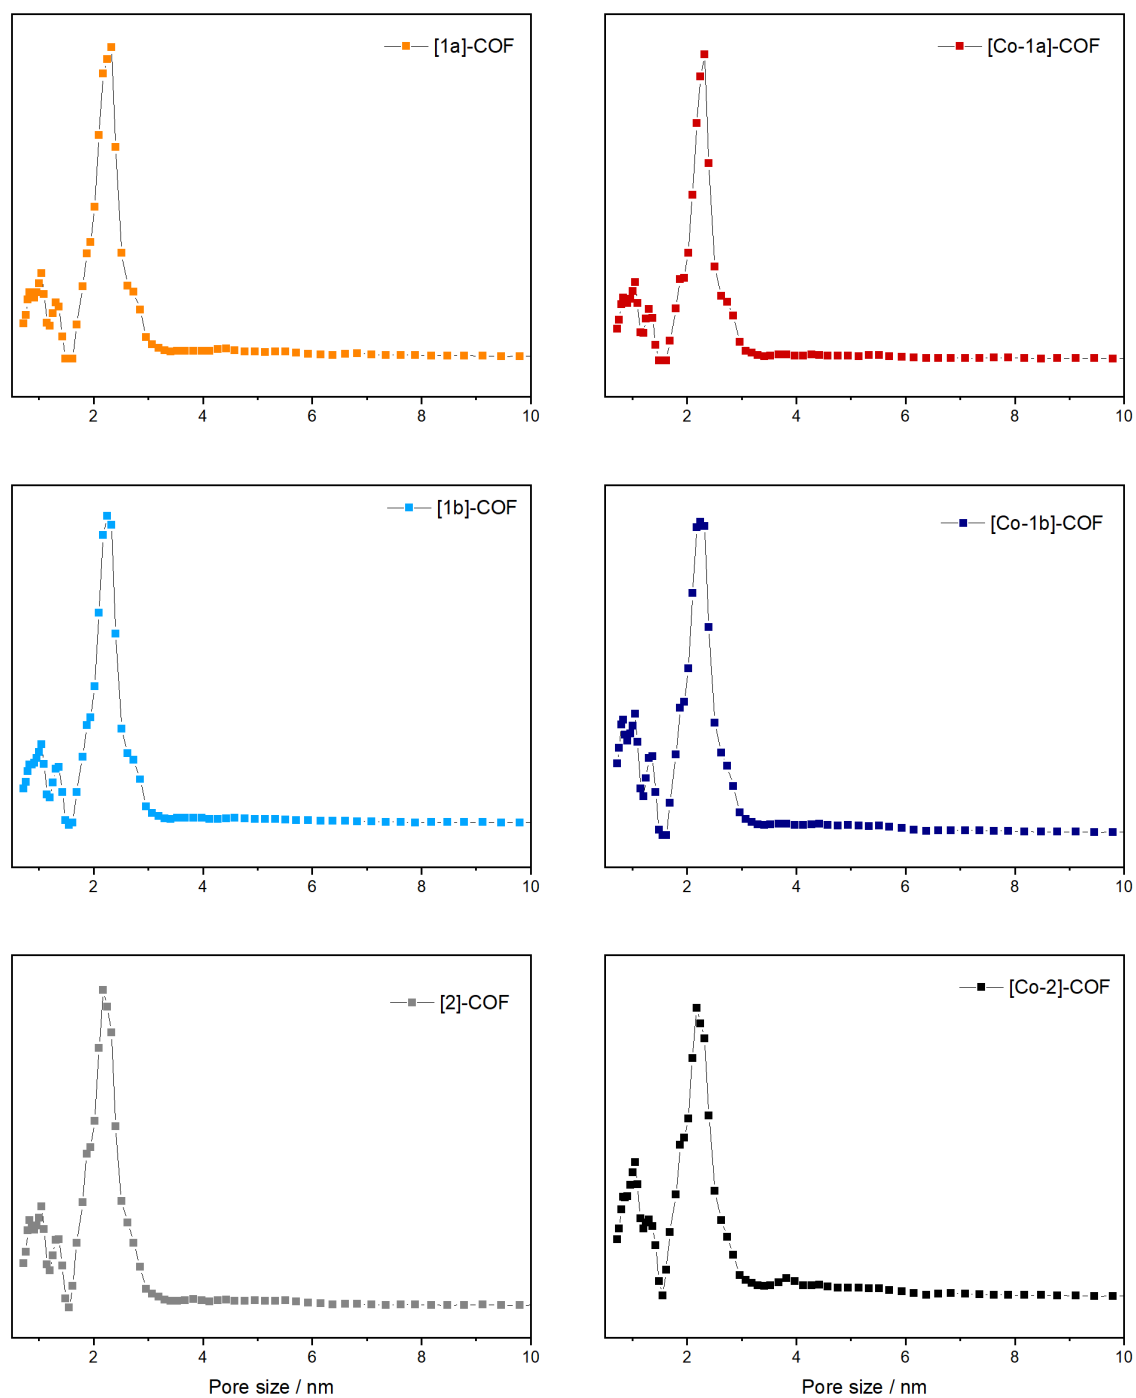 [1a]-COF
2 4 6 8 10
[Co-1a]-COF
2 4 6 8 10
[1b]-COF
2 4 6 8 10
[Co-1b]-COF
2 4 6 8 10
[2]-COF
2 4 6 8 10
Pore size / nm
[Co-2]-COF
2 4 6 8 10
Pore size / nm